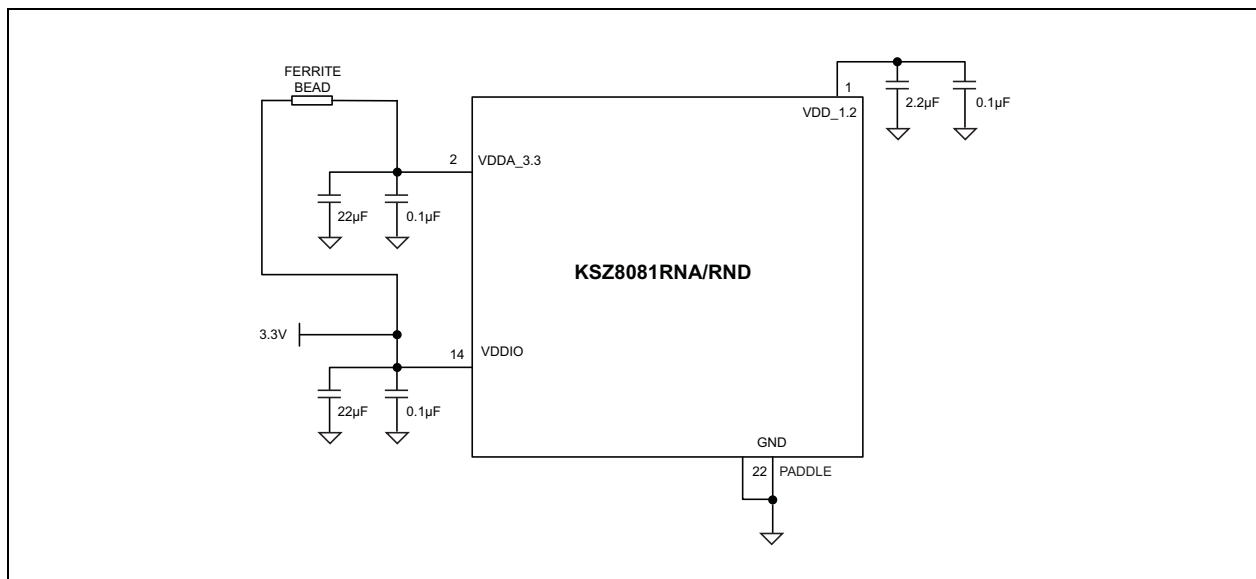 FERRITE
BEAD
1
VDD_1.2
2.2µF
0.1µF
2
VDDA_3.3
22µF
0.1µF
KSZ8081RNA/RND
3.3V
14
VDDIO
22µF
0.1µF
GND
22
PADDLE